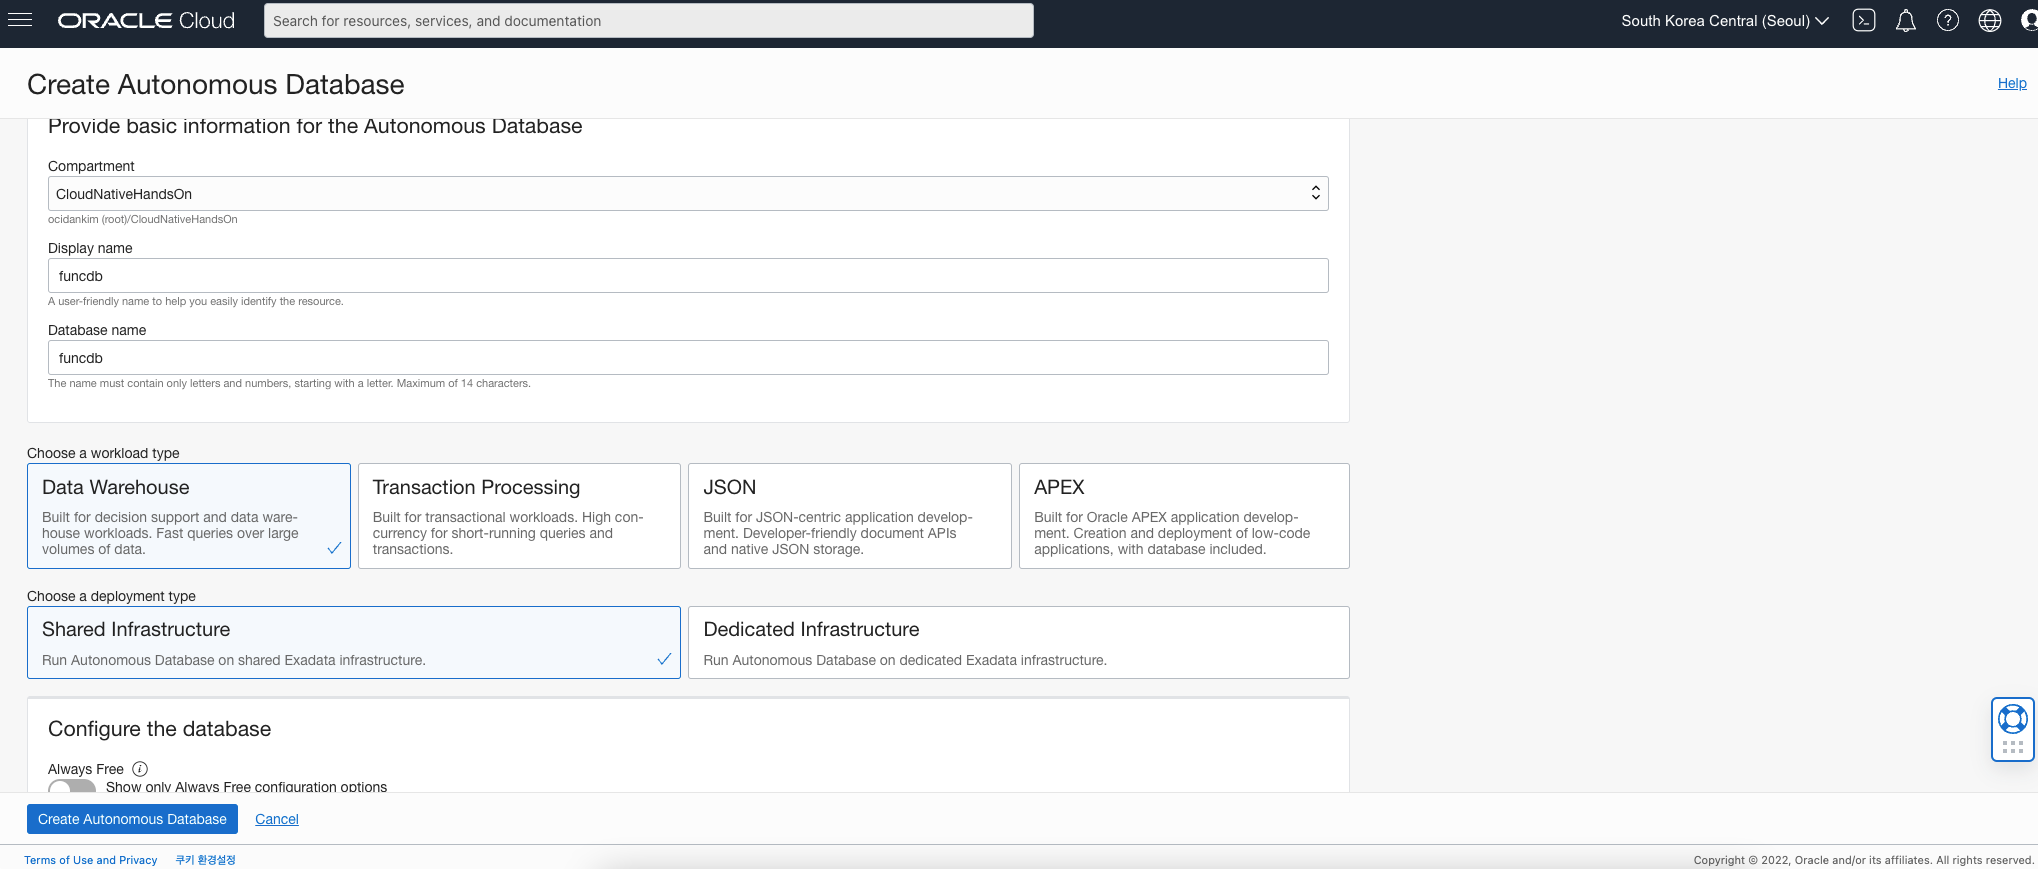 ORACLE Cloud
Search for resources, services, and documentation
South Korea Central (Seoul)
Create Autonomous Database
Help
Provide basic information for the Autonomous Database
Compartment
CloudNativeHandsOn
ocidankim (root)/CloudNativeHandsOn
Display name
funcdb
A user-friendly name to help you easily identify the resource.
Database name
funcdb
The name must contain only letters and numbers, starting with a letter. Maximum of 14 characters.
Choose a workload type
Data Warehouse
Built for decision support and data ware-
house workloads. Fast queries over large
volumes of data.
Transaction Processing
Built for transactional workloads. High con-
currency for short-running queries and
transactions.
JSON
Built for JSON-centric application develop-
ment. Developer-friendly document APIs
and native JSON storage.
APEX
Built for Oracle APEX application develop-
ment. Creation and deployment of low-code
applications, with database included.
Choose a deployment type
Shared Infrastructure
Run Autonomous Database on shared Exadata infrastructure.
Dedicated Infrastructure
Run Autonomous Database on dedicated Exadata infrastructure.
Configure the database
Always Free
Show only Always Free configuration options
Create Autonomous Database
Cancel
Terms of Use and Privacy
쿠키 환경설정
Copyright © 2022, Oracle and/or its affiliates. All rights reserved.